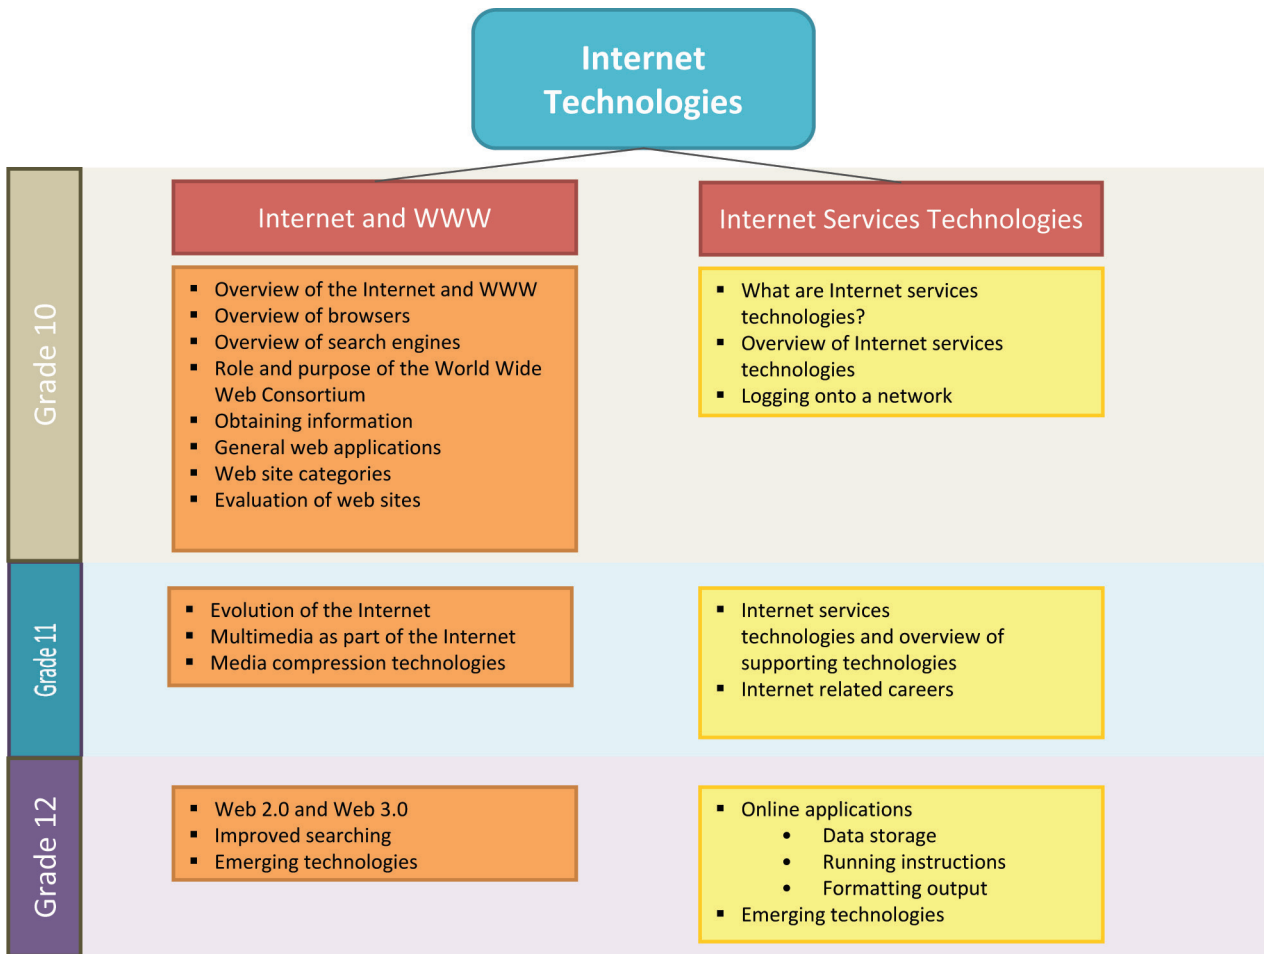 Internet
Technologies
Grade 10
Internet and WWW
▪ Overview of the Internet and WWW
▪ Overview of browsers
▪ Overview of search engines
▪ Role and purpose of the World Wide
Web Consortium
▪ Obtaining information
▪ General web applications
▪ Web site categories
▪ Evaluation of web sites
Internet Services Technologies
▪ What are Internet services
technologies?
▪ Overview of Internet services
technologies
▪ Logging onto a network
Grade 11
▪ Evolution of the Internet
▪ Multimedia as part of the Internet
▪ Media compression technologies
▪ Internet services
technologies and overview of
supporting technologies
▪ Internet related careers
Grade 12
▪ Web 2.0 and Web 3.0
▪ Improved searching
▪ Emerging technologies
▪ Online applications
• Data storage
• Running instructions
• Formatting output
▪ Emerging technologies